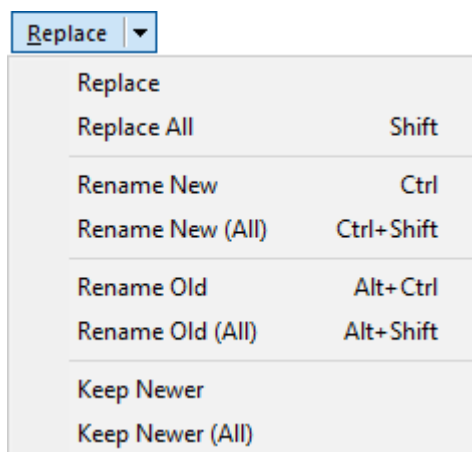 Replace
Replace
Replace All Shift
Rename New Ctrl
Rename New (All) Ctrl+Shift
Rename Old Alt+Ctrl
Rename Old (All) Alt+Shift
Keep Newer
Keep Newer (All)